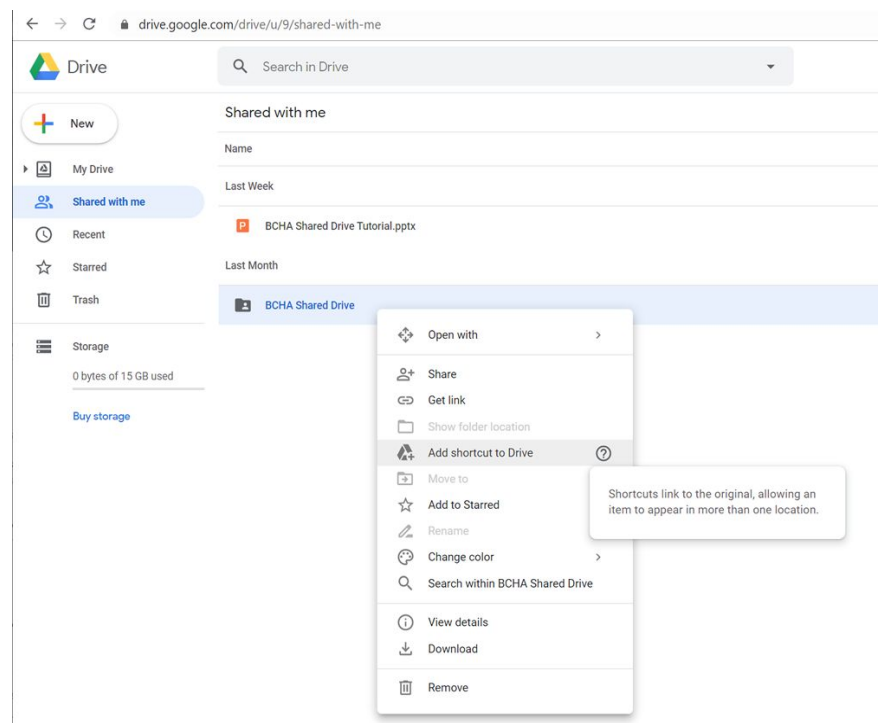 drive.google.com/drive/u/9/shared-with-me
Drive
Search in Drive
New
My Drive
Shared with me
Recent
Starred
Trash
Storage
0 bytes of 15 GB used
Buy storage
Shared with me
Name
Last Week
P
BCHA Shared Drive Tutorial.pptx
Last Month
BCHA Shared Drive
Open with
Share
Get link
Show folder location
Add shortcut to Drive
Move to
Add to Starred
Rename
Change color
Search within BCHA Shared Drive
View details
Download
Remove
Shortcuts link to the original, allowing an
item to appear in more than one location.